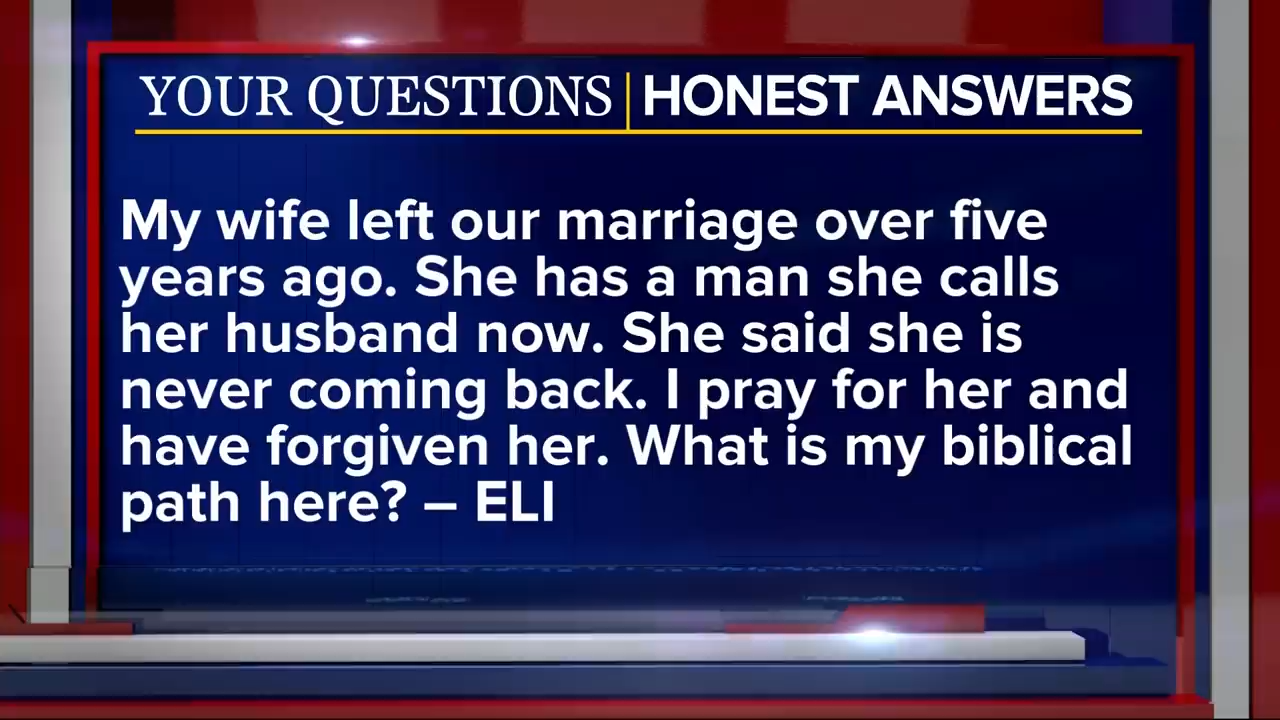 YOUR QUESTIONS | HONEST ANSWERS
My wife left our marriage over five
years ago. She has a man she calls
her husband now. She said she is
never coming back. I pray for her and
have forgiven her. What is my biblical
path here? – ELI